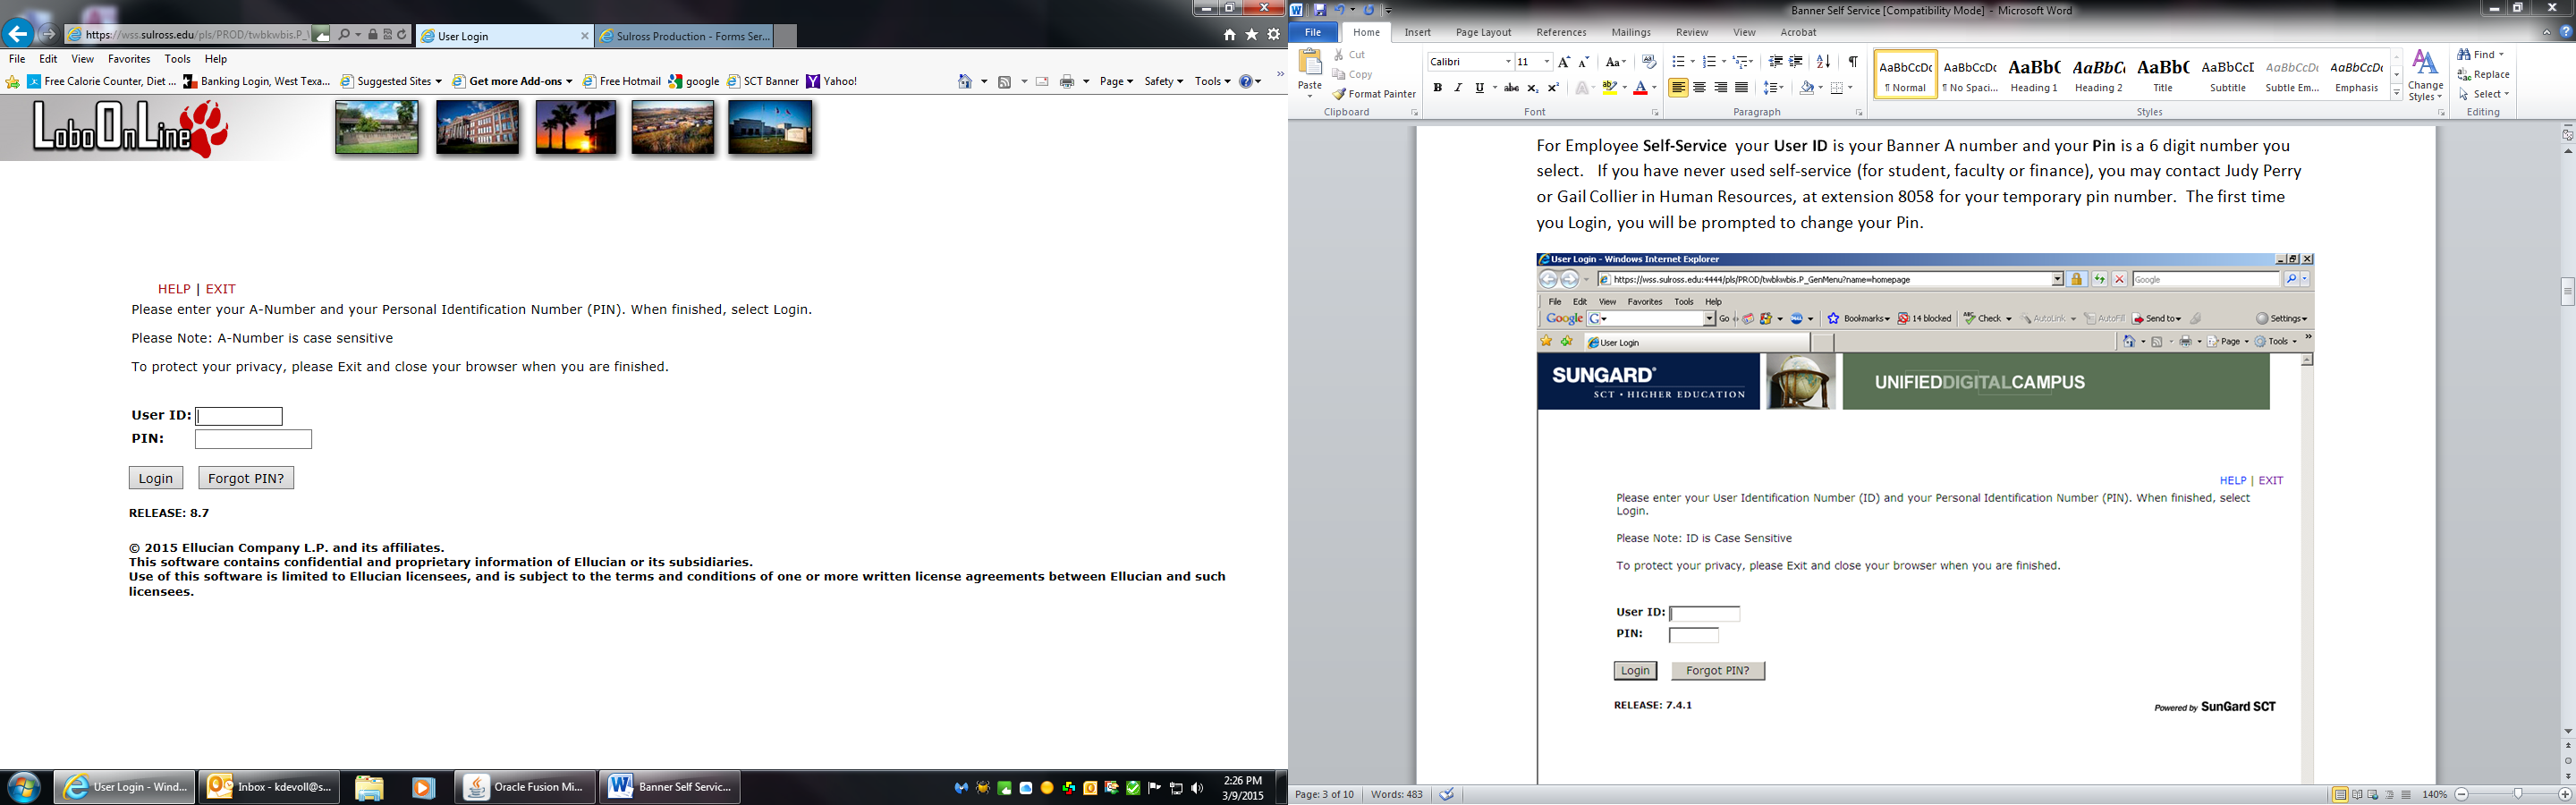 https://wss.sulross.edu/pls/PROD/twbkwbis.P_
User Login
Sulross Production - Forms Ser...
File Edit View Favorites Tools Help
Free Calorie Counter, Diet ... Banking Login, West Texa... Suggested Sites Get more Add-ons Free Hotmail google SCT Banner Yahoo! Page Safety Tools
LoboOnLine
HELP | EXIT
Please enter your A-Number and your Personal Identification Number (PIN). When finished, select Login.
Please Note: A-Number is case sensitive
To protect your privacy, please Exit and close your browser when you are finished.
User ID:
PIN:
Login Forgot PIN?
RELEASE: 8.7
© 2015 Ellucian Company L.P. and its affiliates.
This software contains confidential and proprietary information of Ellucian or its subsidiaries.
Use of this software is limited to Ellucian licensees, and is subject to the terms and conditions of one or more written license agreements between Ellucian and such
licensees.
User Login - Wind... Inbox - kdevoll@s... Oracle Fusion Mi... Banner Self Servic...
2:26 PM
3/9/2015
Banner Self Service [Compatibility Mode] - Microsoft Word
File Home Insert Page Layout References Mailings Review View Acrobat
Paste
Cut
Copy
Format Painter
Clipboard
Calibri 11
Font
Paragraph
AaBbCcDc AaBbCcDc AaBbC AaBbC AaBbC AaBbCcI AaBbCcDc AaBbCcDc
¶ Normal ¶ No Spaci... Heading 1 Heading 2 Title Subtitle Subtle Em... Emphasis
Change
Styles
Styles
Find
Replace
Select
Editing
For Employee Self-Service your User ID is your Banner A number and your Pin is a 6 digit number you
select. If you have never used self-service (for student, faculty or finance), you may contact Judy Perry
or Gail Collier in Human Resources, at extension 8058 for your temporary pin number. The first time
you Login, you will be prompted to change your Pin.
User Login - Windows Internet Explorer
https://wss.sulross.edu:4444/pls/PROD/twbkwbis.P_GenMenu?name=homepage
Google
File Edit View Favorites Tools Help
Google G Go Bookmarks 14 blocked Check AutoLink AutoFill Send to Settings
User Login
Page Tools
SUNGARD®
SCT • HIGHER EDUCATION
UNIFIEDDIGITALCAMPUS
HELP | EXIT
Please enter your User Identification Number (ID) and your Personal Identification Number (PIN). When finished, select
Login.
Please Note: ID is Case Sensitive
To protect your privacy, please Exit and close your browser when you are finished.
User ID:
PIN:
Login Forgot PIN?
RELEASE: 7.4.1
Powered by SunGard SCT
Page: 3 of 10 Words: 483
140%